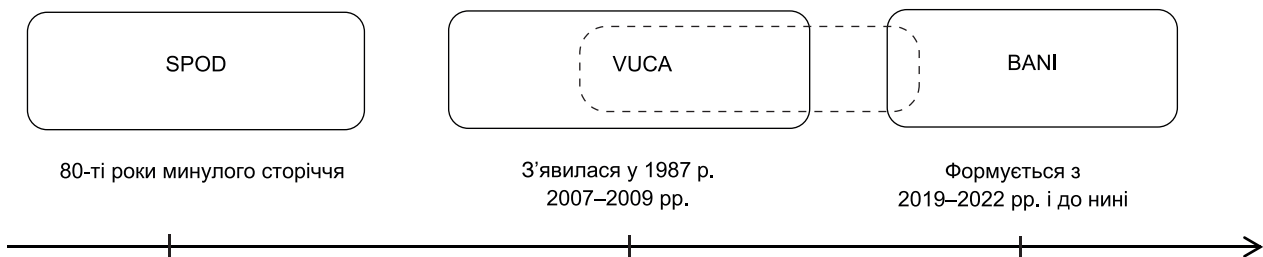 SPOD
VUCA
BANI
80-ті роки минулого сторіччя
З’явилася у 1987 р.
2007–2009 рр.
Формується з
2019–2022 рр. і до нині